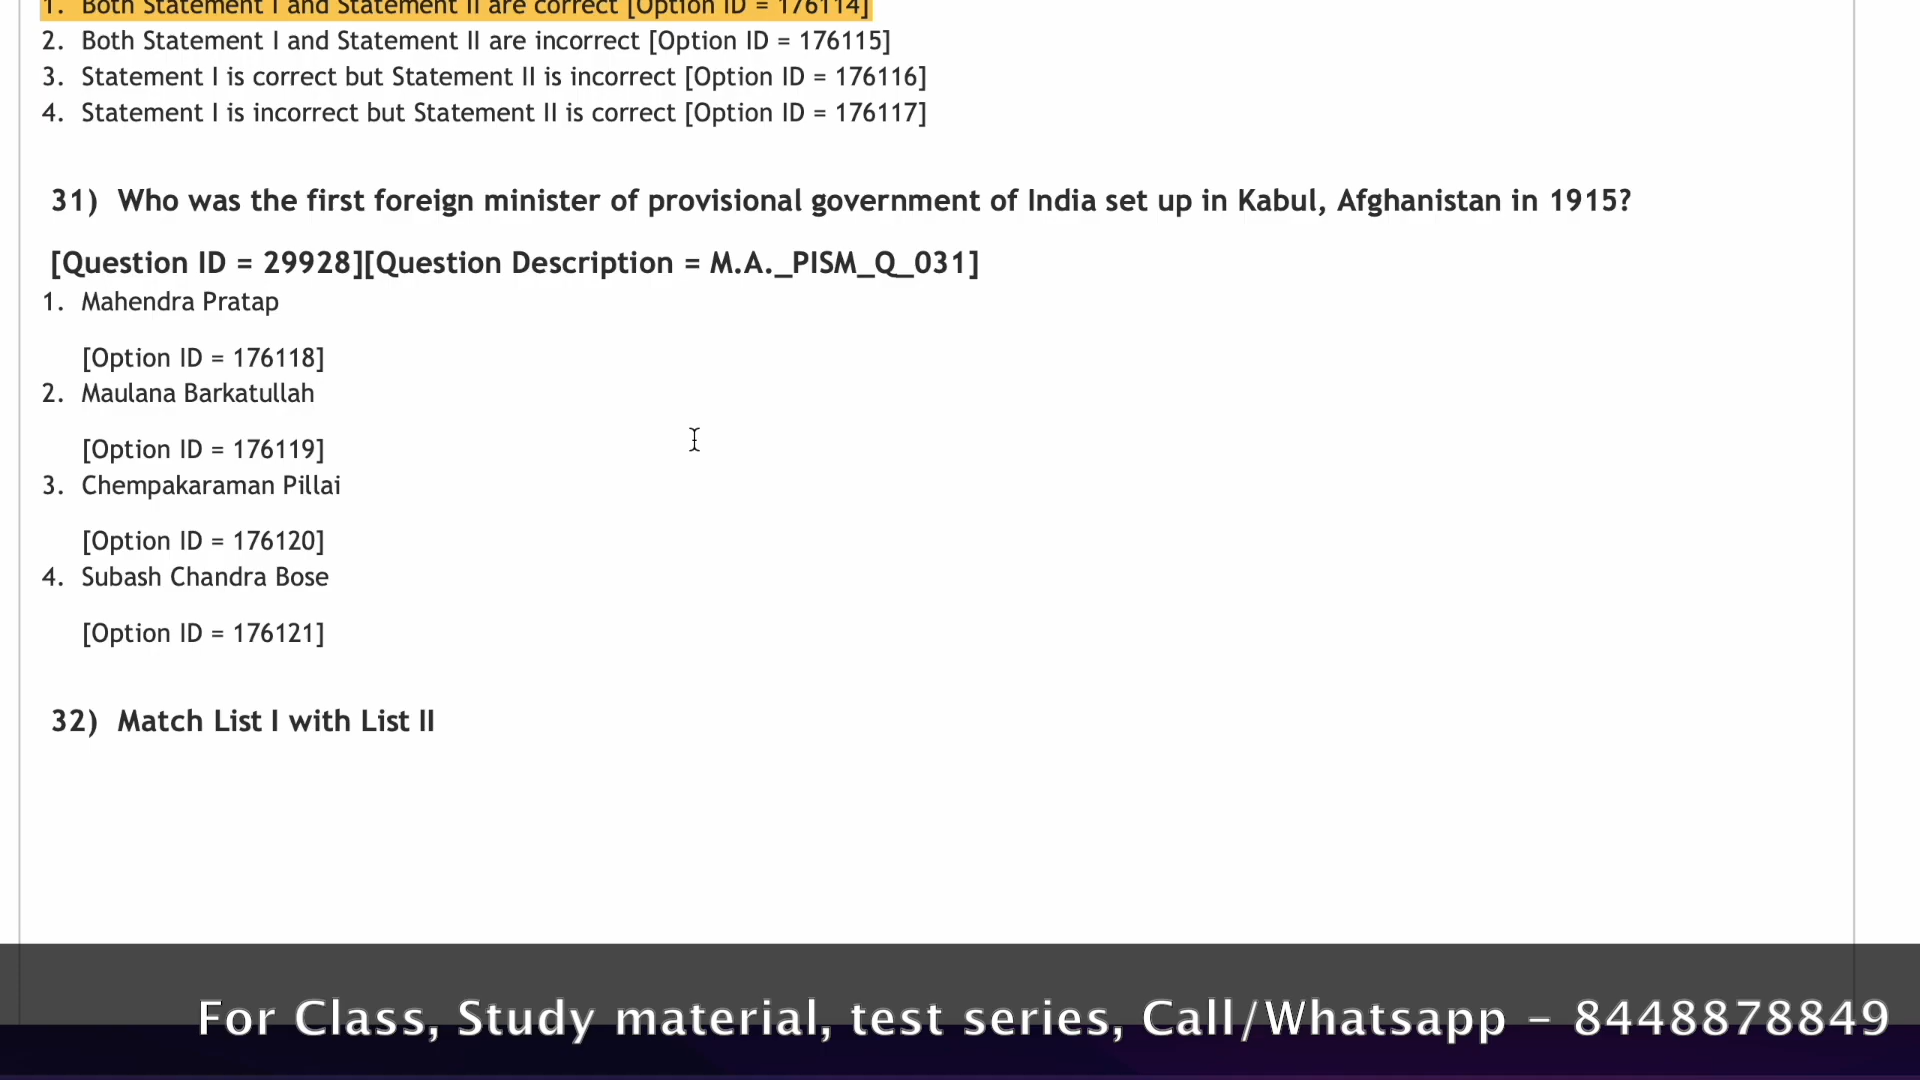 1. Both Statement I and Statement II are correct [Option ID = 176114]
2. Both Statement I and Statement II are incorrect [Option ID = 176115]
3. Statement I is correct but Statement II is incorrect [Option ID = 176116]
4. Statement I is incorrect but Statement II is correct [Option ID = 176117]
31) Who was the first foreign minister of provisional government of India set up in Kabul, Afghanistan in 1915?
[Question ID = 29928][Question Description = M.A._PISM_Q_031]
1. Mahendra Pratap
[Option ID = 176118]
2. Maulana Barkatullah
[Option ID = 176119]
3. Chempakaraman Pillai
[Option ID = 176120]
4. Subash Chandra Bose
[Option ID = 176121]
32) Match List I with List II
For Class, Study material, test series, Call/Whatsapp - 8448878849